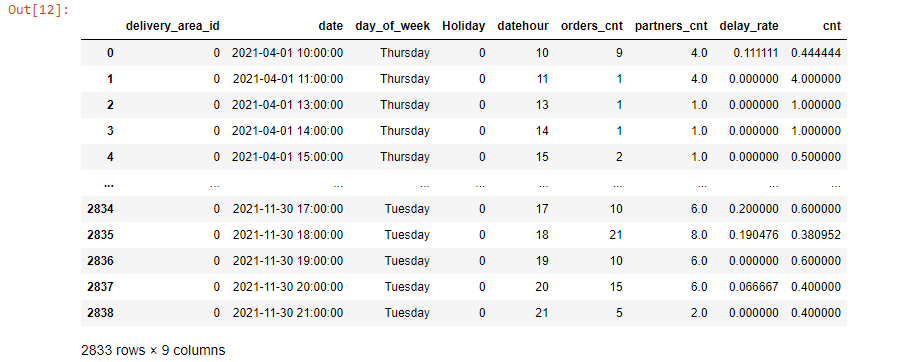 Out[12]:
delivery_area_id date day_of_week Holiday datehour orders_cnt partners_cnt delay_rate cnt
0 0 2021-04-01 10:00:00 Thursday 0 10 9 4.0 0.111111 0.444444
1 0 2021-04-01 11:00:00 Thursday 0 11 1 4.0 0.000000 4.000000
2 0 2021-04-01 13:00:00 Thursday 0 13 1 1.0 0.000000 1.000000
3 0 2021-04-01 14:00:00 Thursday 0 14 1 1.0 0.000000 1.000000
4 0 2021-04-01 15:00:00 Thursday 0 15 2 1.0 0.000000 0.500000
... ... ... ... ... ... ... ... ... ...
2834 0 2021-11-30 17:00:00 Tuesday 0 17 10 6.0 0.200000 0.600000
2835 0 2021-11-30 18:00:00 Tuesday 0 18 21 8.0 0.190476 0.380952
2836 0 2021-11-30 19:00:00 Tuesday 0 19 10 6.0 0.000000 0.600000
2837 0 2021-11-30 20:00:00 Tuesday 0 20 15 6.0 0.066667 0.400000
2838 0 2021-11-30 21:00:00 Tuesday 0 21 5 2.0 0.000000 0.400000
2833 rows × 9 columns